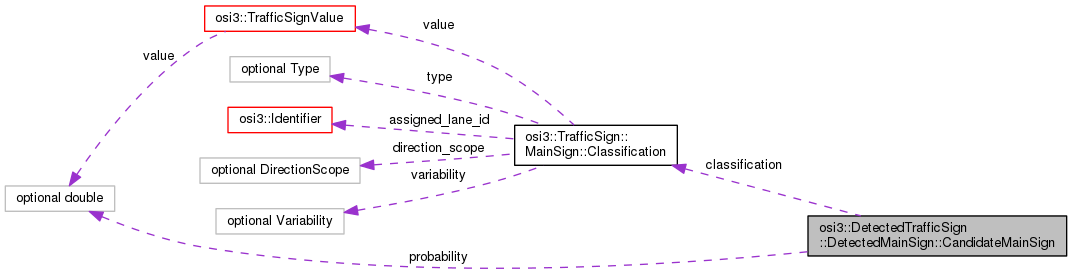 osi3::TrafficSignValue
value
value
optional Type
type
osi3::Identifier
assigned_lane_id
osi3::TrafficSign::
MainSign::Classification
direction_scope
optional DirectionScope
classification
variability
optional double
optional Variability
osi3::DetectedTrafficSign
::DetectedMainSign::CandidateMainSign
probability